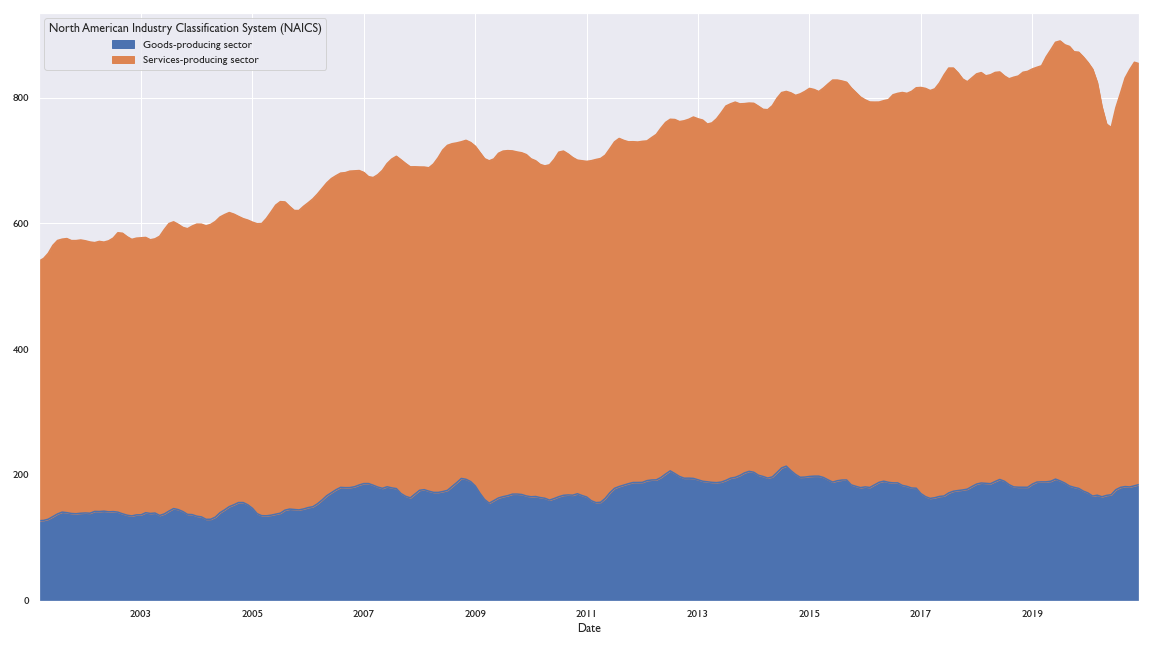 North American Industry Classification System (NAICS)
Goods-producing sector
Services-producing sector
800
600
400
200
0
2003 2005 2007 2009 2011 2013 2015 2017 2019
Date